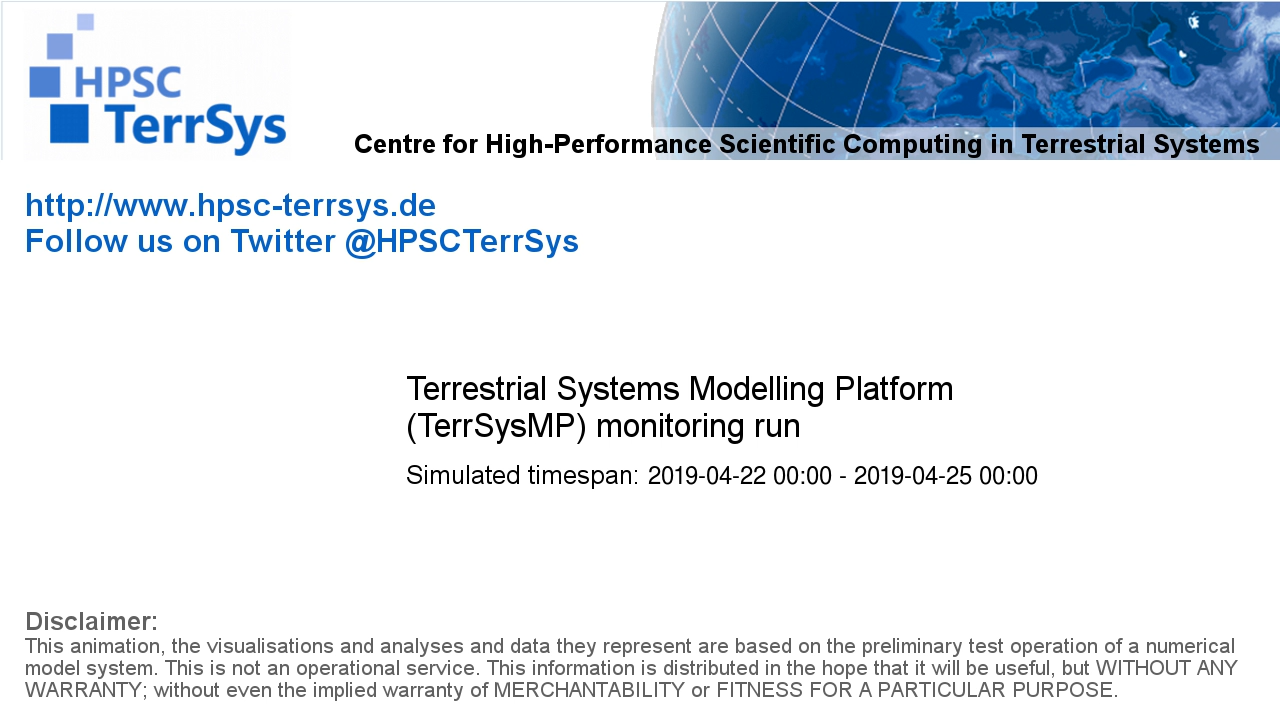 HPSC
TerrSys
Centre for High-Performance Scientific Computing in Terrestrial Systems
http://www.hpsc-terrsys.de
Follow us on Twitter @HPSCTerrSys
Terrestrial Systems Modelling Platform
(TerrSysMP) monitoring run
Simulated timespan: 2019-04-22 00:00 - 2019-04-25 00:00
Disclaimer:
This animation, the visualisations and analyses and data they represent are based on the preliminary test operation of a numerical
model system. This is not an operational service. This information is distributed in the hope that it will be useful, but WITHOUT ANY
WARRANTY; without even the implied warranty of MERCHANTABILITY or FITNESS FOR A PARTICULAR PURPOSE.